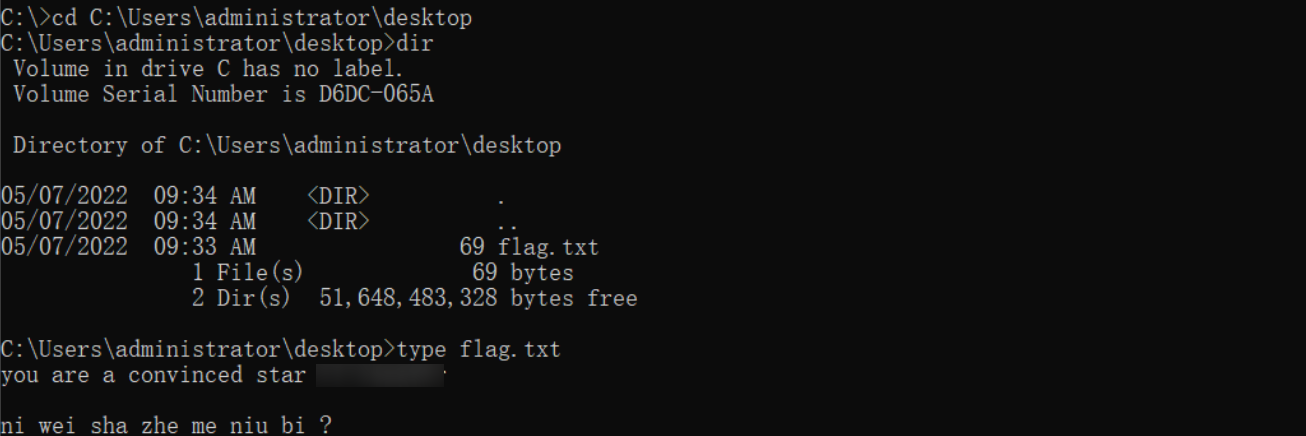 C:\>cd C:\Users\administrator\desktop
C:\Users\administrator\desktop>dir
Volume in drive C has no label.
Volume Serial Number is D6DC-065A
Directory of C:\Users\administrator\desktop
05/07/2022 09:34 AM <DIR> .
05/07/2022 09:34 AM <DIR> ..
05/07/2022 09:33 AM 69 flag.txt
1 File(s) 69 bytes
2 Dir(s) 51,648,483,328 bytes free
C:\Users\administrator\desktop>type flag.txt
you are a convinced star
ni wei sha zhe me niu bi ?